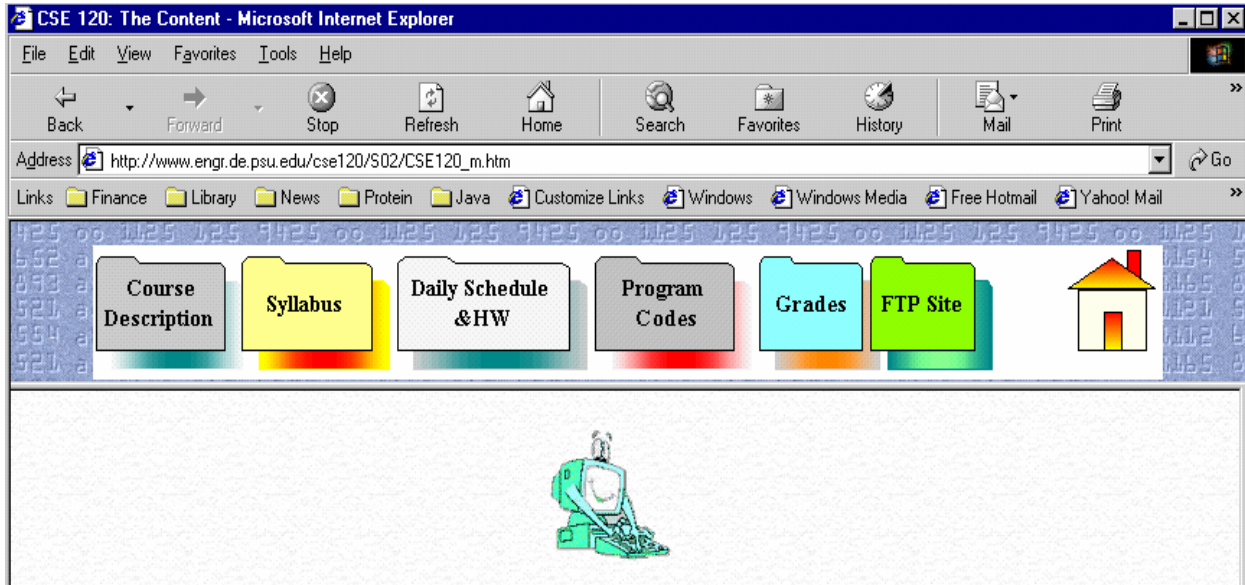 CSE 120: The Content - Microsoft Internet Explorer
File Edit View Favorites Tools Help
Back Forward Stop Refresh Home Search Favorites History Mail Print »
Address http://www.engr.de.psu.edu/cse120/S02/CSE120_m.htm Go
Links Finance Library News Protein Java Customize Links Windows Windows Media Free Hotmail Yahoo! Mail »
Course Description
Syllabus
Daily Schedule
&HW
Program
Codes
Grades
FTP Site